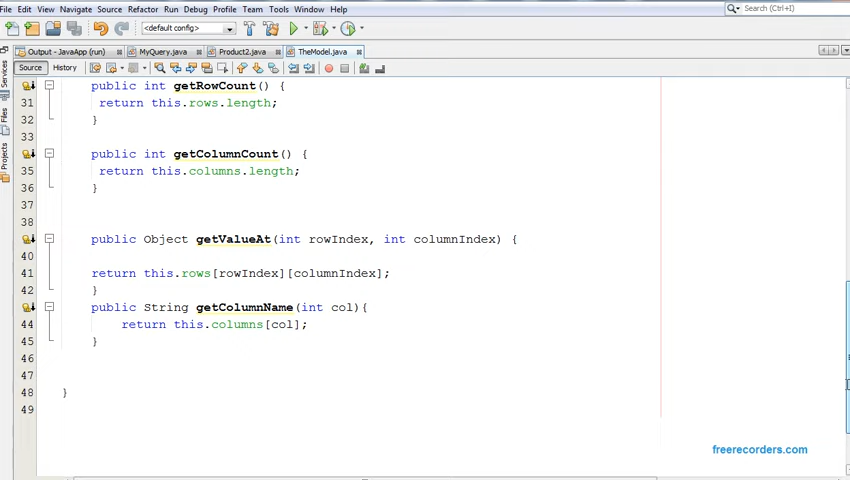 File Edit View Navigate Source Refactor Run Debug Profile Team Tools Window Help
Search (Ctrl+I)
<default config>
Output - JavaApp (run) MyQuery.java Product2.java TheModel.java
Source History
Services
Files
Projects
public int getRowCount() {
31 return this.rows.length;
32 }
33
public int getColumnCount() {
35 return this.columns.length;
36 }
37
38
public Object getValueAt(int rowIndex, int columnIndex) {
40
41 return this.rows[rowIndex][columnIndex];
42 }
public String getColumnName(int col){
44 return this.columns[col];
45 }
46
47
48 }
49
freerecorders.com